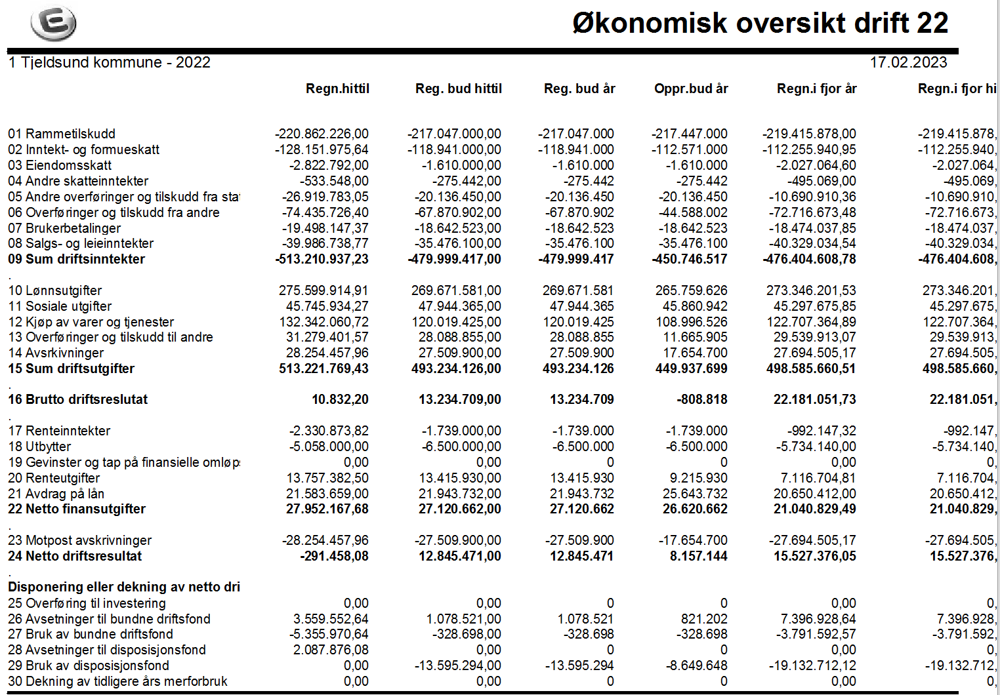 Økonomisk oversikt drift 22
1 Tjeldsund kommune - 2022 17.02.2023
Regn.hittil Reg. bud hittil Reg. bud år Oppr.bud år Regn.i fjor år Regn.i fjor hi
01 Rammetilskudd -220.862.226,00 -217.047.000,00 -217.047.000 -217.447.000 -219.415.878,00 -219.415.878,
02 Inntekt- og formueskatt -128.151.975,64 -118.941.000,00 -118.941.000 -112.571.000 -112.255.940,95 -112.255.940,
03 Eiendomsskatt -2.822.792,00 -1.610.000,00 -1.610.000 -1.610.000 -2.027.064,60 -2.027.064,
04 Andre skatteinntekter -533.548,00 -275.442,00 -275.442 -275.442 -495.069,00 -495.069,
05 Andre overføringer og tilskudd fra sta -26.919.783,05 -20.136.450,00 -20.136.450 -20.136.450 -10.690.910,36 -10.690.910,
06 Overføringer og tilskudd fra andre -74.435.726,40 -67.870.902,00 -67.870.902 -44.588.002 -72.716.673,48 -72.716.673,
07 Brukerbetalinger -19.498.147,37 -18.642.523,00 -18.642.523 -18.642.523 -18.474.037,85 -18.474.037,
08 Salgs- og leieinntekter -39.986.738,77 -35.476.100,00 -35.476.100 -35.476.100 -40.329.034,54 -40.329.034,
09 Sum driftsinntekter -513.210.937,23 -479.999.417,00 -479.999.417 -450.746.517 -476.404.608,78 -476.404.608,
.
10 Lønnsutgifter 275.599.914,91 269.671.581,00 269.671.581 265.759.626 273.346.201,53 273.346.201,
11 Sosiale utgifter 45.745.934,27 47.944.365,00 47.944.365 45.860.942 45.297.675,85 45.297.675,
12 Kjøp av varer og tjenester 132.342.060,72 120.019.425,00 120.019.425 108.996.526 122.707.364,89 122.707.364,
13 Overføringer og tilskudd til andre 31.279.401,57 28.088.855,00 28.088.855 11.665.905 29.539.913,07 29.539.913,
14 Avsrkivninger 28.254.457,96 27.509.900,00 27.509.900 17.654.700 27.694.505,17 27.694.505,
15 Sum driftsutgifter 513.221.769,43 493.234.126,00 493.234.126 449.937.699 498.585.660,51 498.585.660,
.
16 Brutto driftsreslutat 10.832,20 13.234.709,00 13.234.709 -808.818 22.181.051,73 22.181.051,
.
17 Renteinntekter -2.330.873,82 -1.739.000,00 -1.739.000 -1.739.000 -992.147,32 -992.147,
18 Utbytter -5.058.000,00 -6.500.000,00 -6.500.000 -6.500.000 -5.734.140,00 -5.734.140,
19 Gevinster og tap på finansielle omløp 0,00 0,00 0 0 0,00 0,
20 Renteutgifter 13.757.382,50 13.415.930,00 13.415.930 9.215.930 7.116.704,81 7.116.704,
21 Avdrag på lån 21.583.659,00 21.943.732,00 21.943.732 25.643.732 20.650.412,00 20.650.412,
22 Netto finansutgifter 27.952.167,68 27.120.662,00 27.120.662 26.620.662 21.040.829,49 21.040.829,
.
23 Motpost avskrivninger -28.254.457,96 -27.509.900,00 -27.509.900 -17.654.700 -27.694.505,17 -27.694.505,
24 Netto driftsresultat -291.458,08 12.845.471,00 12.845.471 8.157.144 15.527.376,05 15.527.376,
.
Disponering eller dekning av netto dri
25 Overføring til investering 0,00 0,00 0 0 0,00 0,
26 Avsetninger til bundne driftsfond 3.559.552,64 1.078.521,00 1.078.521 821.202 7.396.928,64 7.396.928,
27 Bruk av bundne driftsfond -5.355.970,64 -328.698,00 -328.698 -328.698 -3.791.592,57 -3.791.592,
28 Avsetninger til disposisjonsfond 2.087.876,08 0,00 0 0 0,00 0,
29 Bruk av disposisjonsfond 0,00 -13.595.294,00 -13.595.294 -8.649.648 -19.132.712,12 -19.132.712,
30 Dekning av tidligere års merforbruk 0,00 0,00 0 0 0,00 0,